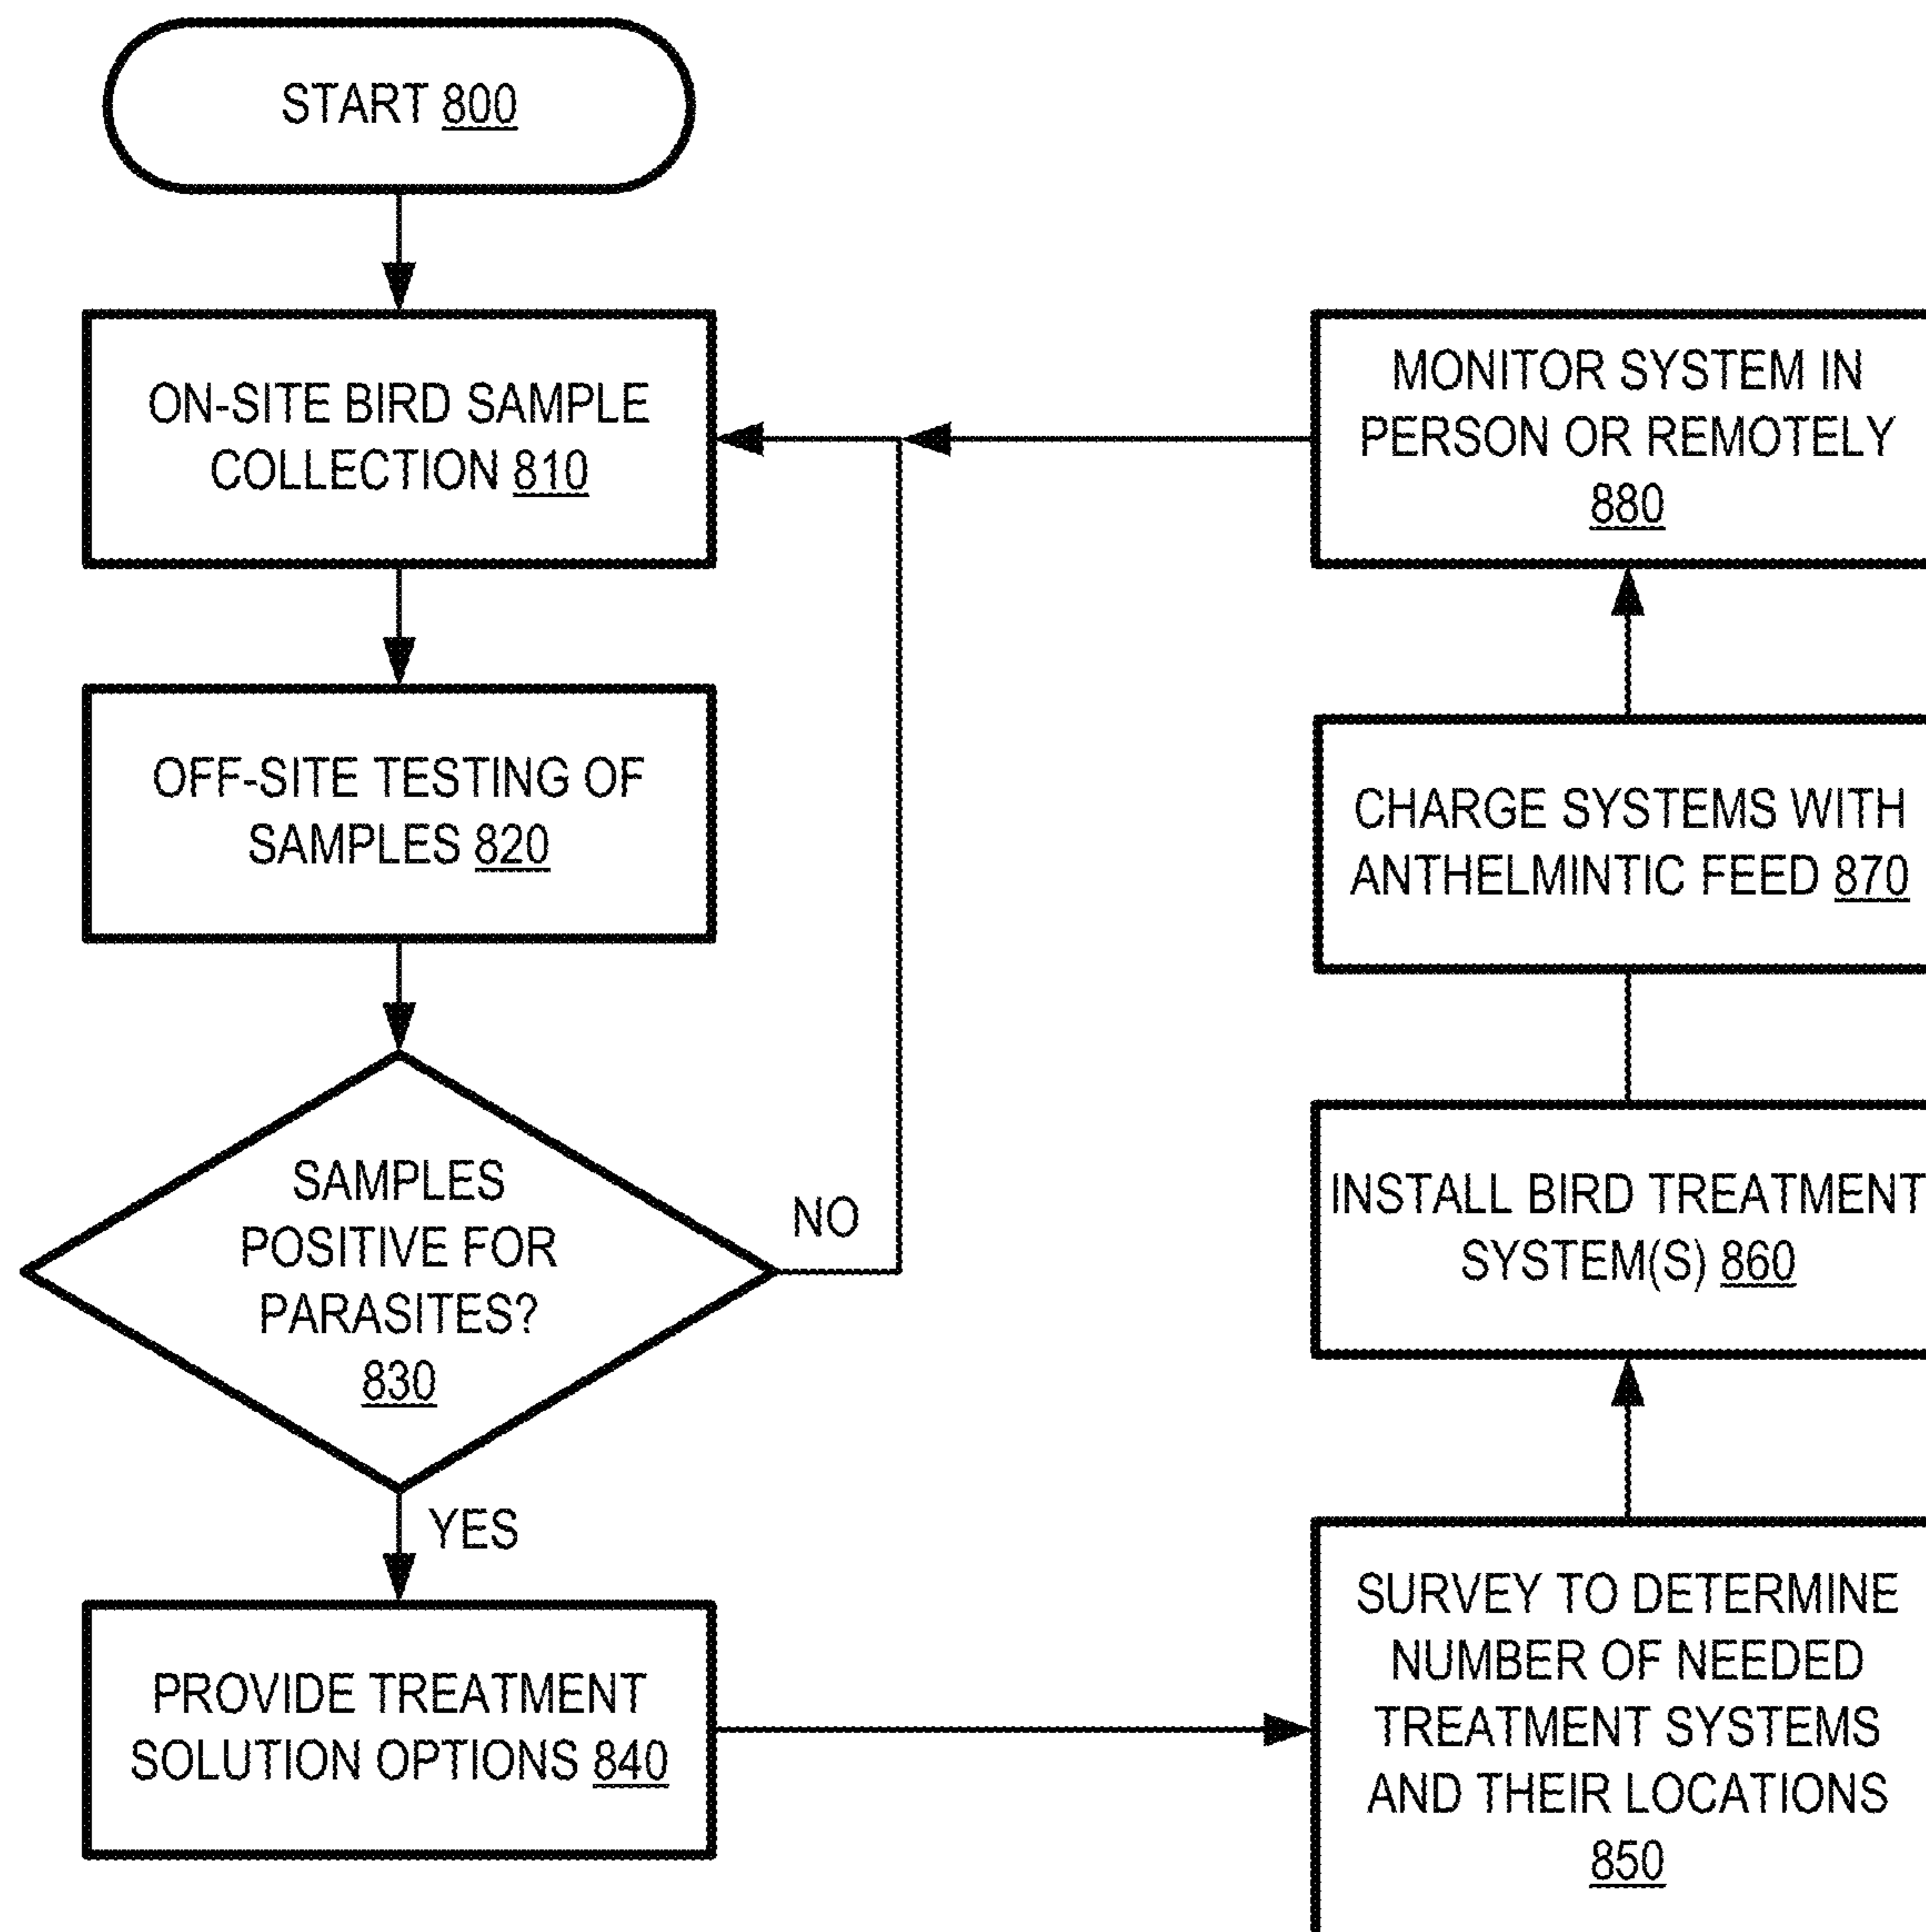 START 800
ON-SITE BIRD SAMPLE
COLLECTION 810
OFF-SITE TESTING OF
SAMPLES 820
SAMPLES
POSITIVE FOR
PARASITES?
830
NO
YES
PROVIDE TREATMENT
SOLUTION OPTIONS 840
SURVEY TO DETERMINE
NUMBER OF NEEDED
TREATMENT SYSTEMS
AND THEIR LOCATIONS
850
INSTALL BIRD TREATMENT
SYSTEM(S) 860
CHARGE SYSTEMS WITH
ANTHELMINTIC FEED 870
MONITOR SYSTEM IN
PERSON OR REMOTELY
880